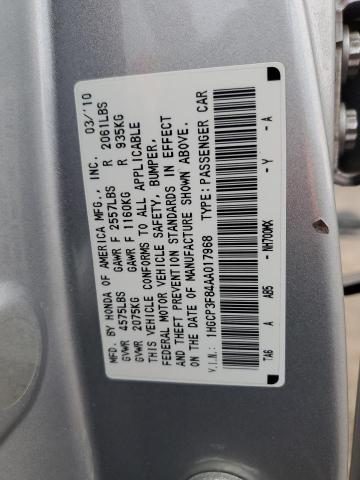 MFD. BY HONDA OF AMERICA MFG., INC. 03/'10
GVWR 4575LBS GAWR F 2557LBS R 2061LBS
GVWR 2075KG GAWR F 1160KG R 935KG
THIS VEHICLE CONFORMS TO ALL APPLICABLE
FEDERAL MOTOR VEHICLE SAFETY, BUMPER,
AND THEFT PREVENTION STANDARDS IN EFFECT
ON THE DATE OF MANUFACTURE SHOWN ABOVE.
V.I.N.: 1HGCP3F84AA017968 TYPE: PASSENGER CAR
TA6 A ABS - NH700MX - Y - A